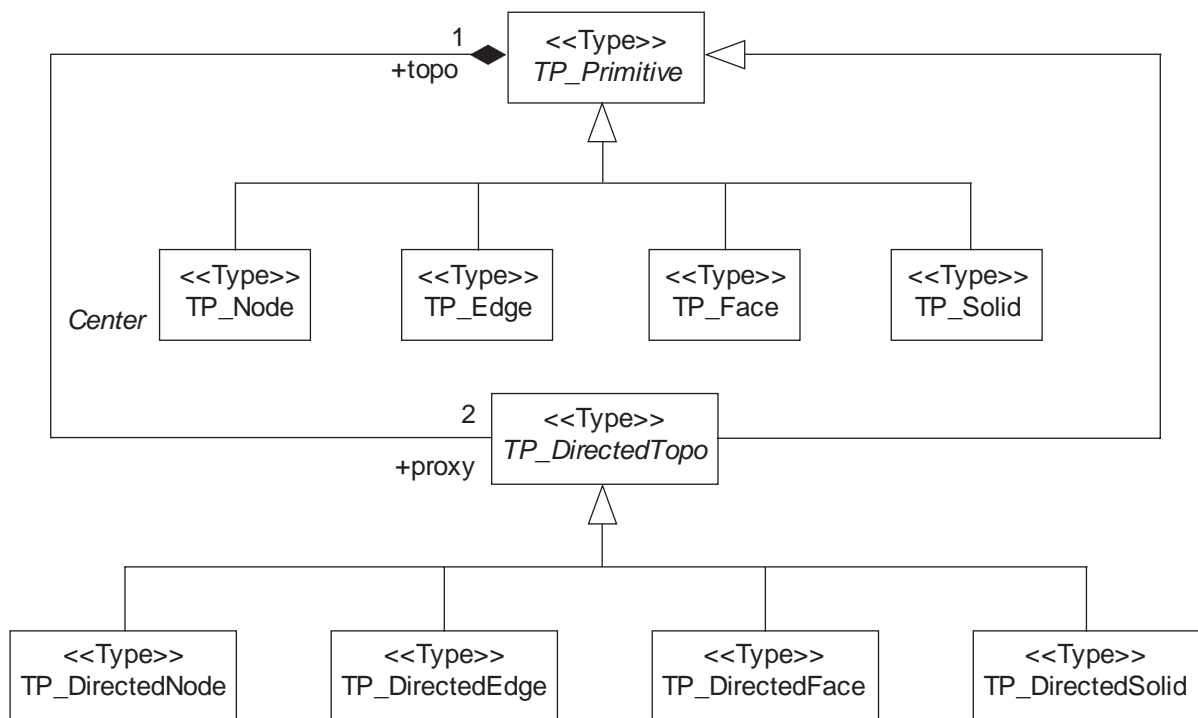 1
+topo
<<Type>>
TP_Primitive
<<Type>>
TP_Node
<<Type>>
TP_Edge
<<Type>>
TP_Face
<<Type>>
TP_Solid
Center
2
+proxy
<<Type>>
TP_DirectedTopo
<<Type>>
TP_DirectedNode
<<Type>>
TP_DirectedEdge
<<Type>>
TP_DirectedFace
<<Type>>
TP_DirectedSolid